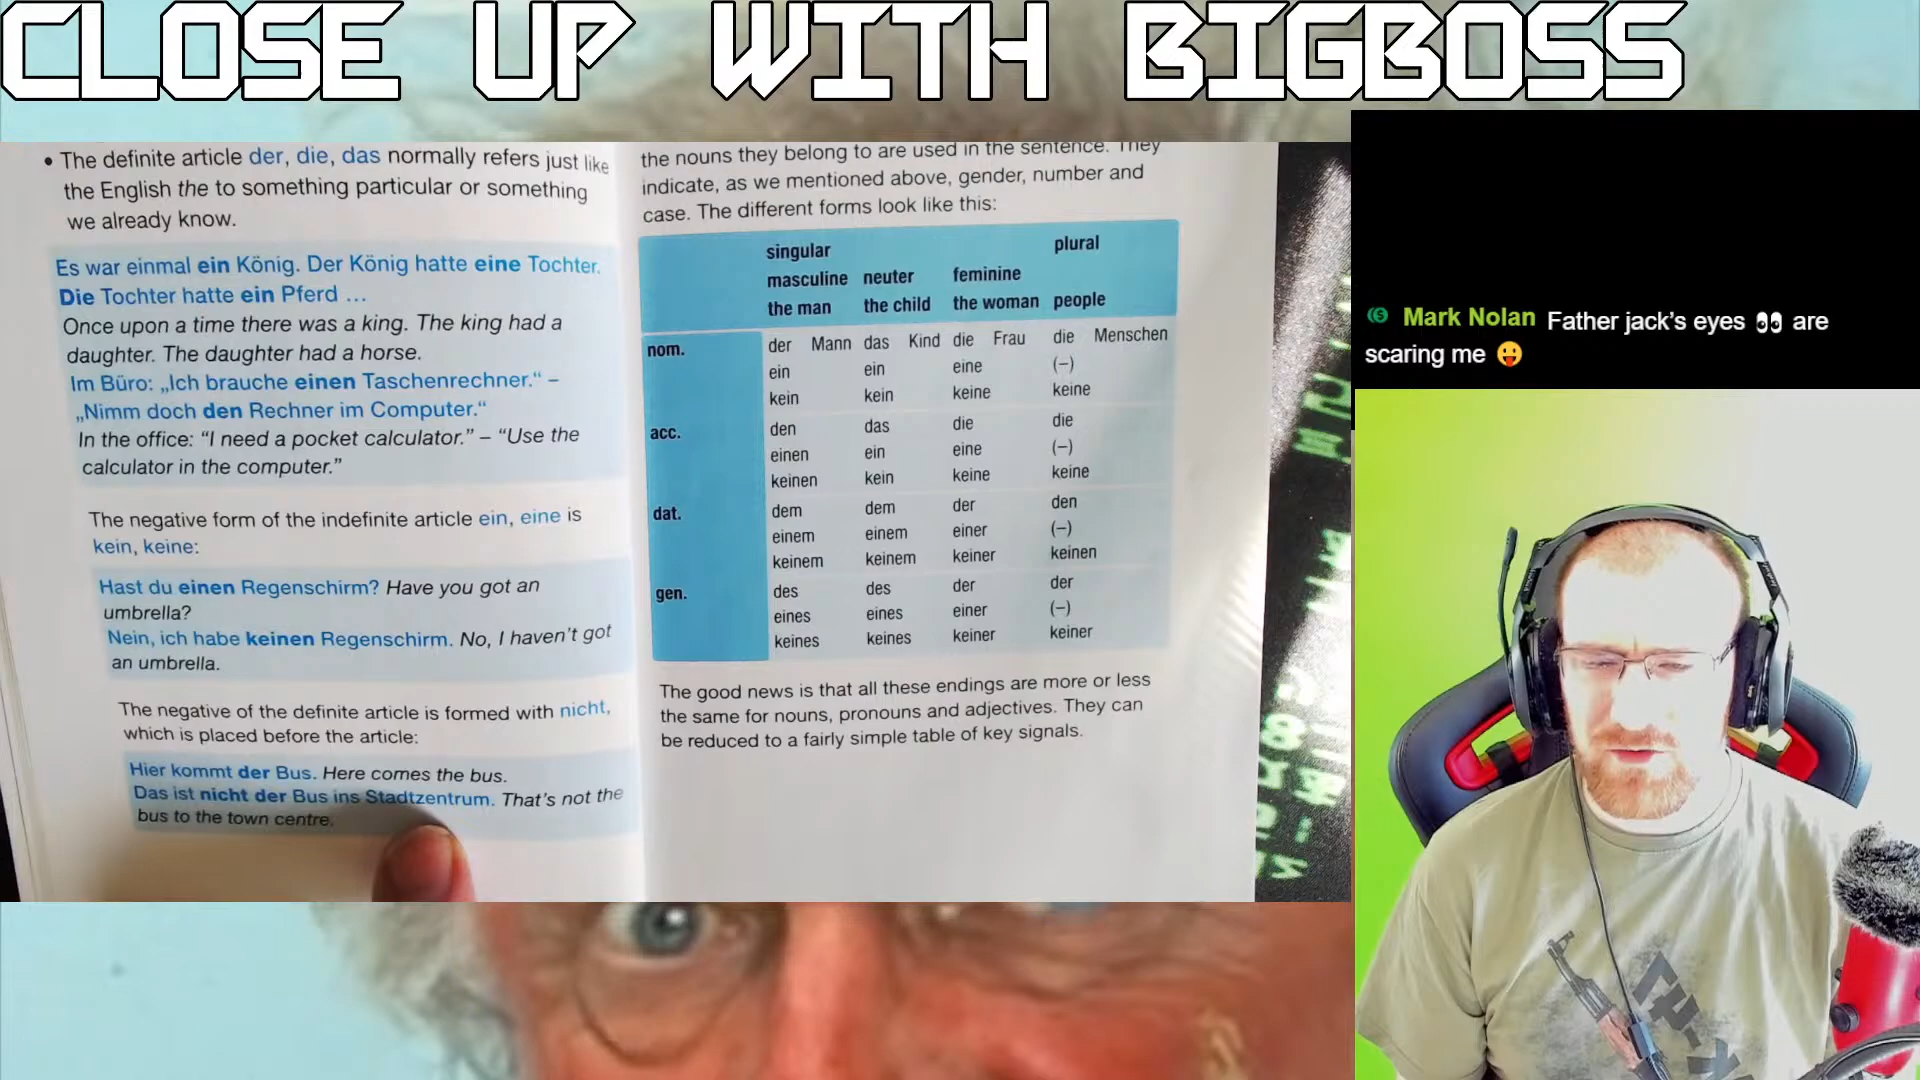 CLOSE UP WITH BIGBOSS
• The definite article der, die, das normally refers just like
the English the to something particular or something
we already know.
Es war einmal ein König. Der König hatte eine Tochter.
Die Tochter hatte ein Pferd ...
Once upon a time there was a king. The king had a
daughter. The daughter had a horse.
Im Büro: „Ich brauche einen Taschenrechner.“ –
„Nimm doch den Rechner im Computer.“
In the office: “I need a pocket calculator.” – “Use the
calculator in the computer.”
The negative form of the indefinite article ein, eine is
kein, keine:
Hast du einen Regenschirm? Have you got an
umbrella?
Nein, ich habe keinen Regenschirm. No, I haven't got
an umbrella.
The negative of the definite article is formed with nicht,
which is placed before the article:
Hier kommt der Bus. Here comes the bus.
Das ist nicht der Bus ins Stadtzentrum. That's not the
bus to the town centre.
the nouns they belong to are used in the sentence. They
indicate, as we mentioned above, gender, number and
case. The different forms look like this:
singular plural
masculine neuter feminine
the man the child the woman people
nom. der Mann das Kind die Frau die Menschen
ein ein eine (–)
kein kein keine keine
acc. den das die die
einen ein eine (–)
keinen kein keine keine
dat. dem dem der den
einem einem einer (–)
keinem keinem keiner keinen
gen. des des der der
eines eines einer (–)
keines keines keiner keiner
The good news is that all these endings are more or less
the same for nouns, pronouns and adjectives. They can
be reduced to a fairly simple table of key signals.
Mark Nolan Father jack’s eyes 👀 are
scaring me 😛